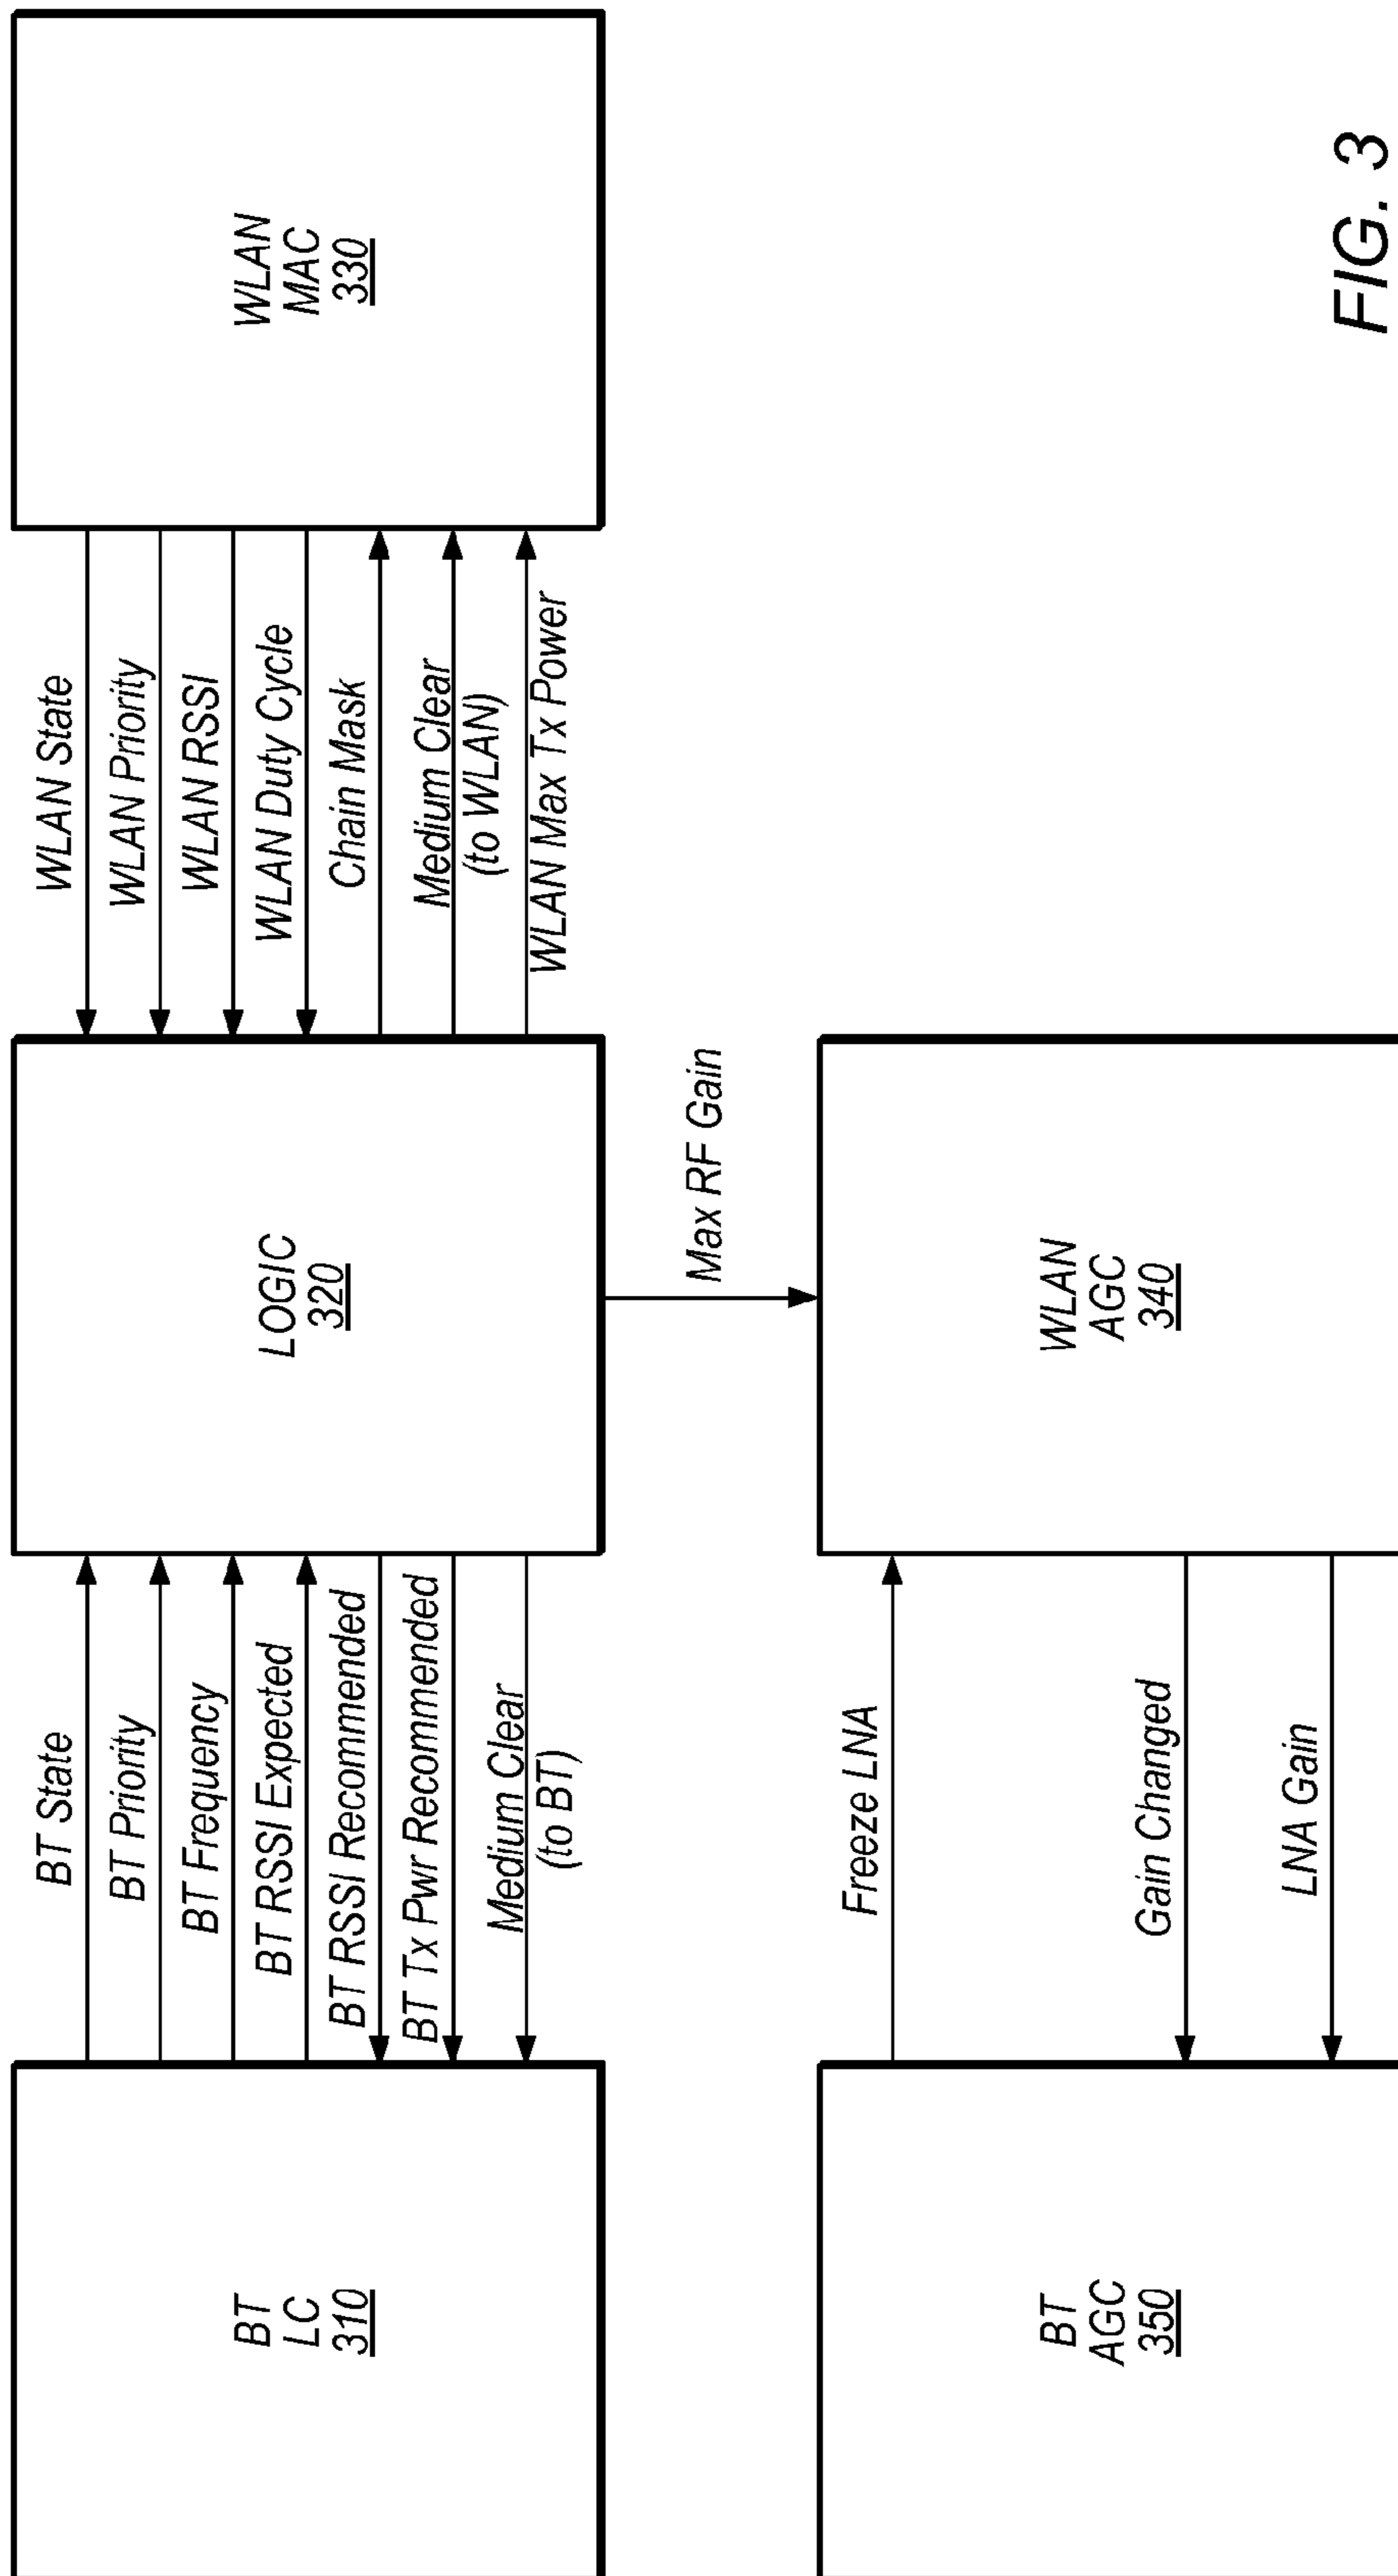 BT
LC
310
BT State
BT Priority
BT Frequency
BT RSSI Expected
BT RSSI Recommended
BT Tx Pwr Recommended
Medium Clear
(to BT)
LOGIC
320
WLAN State
WLAN Priority
WLAN RSSI
WLAN Duty Cycle
Chain Mask
Medium Clear
(to WLAN)
WLAN Max Tx Power
WLAN
MAC
330
Max RF Gain
BT
AGC
350
Freeze LNA
Gain Changed
LNA Gain
WLAN
AGC
340
FIG. 3